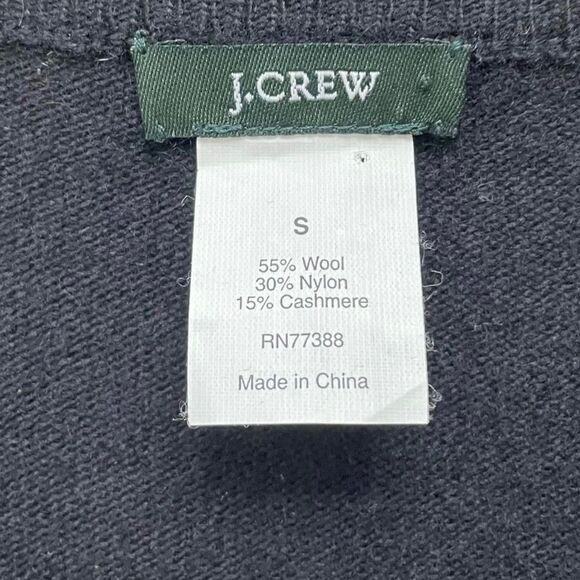 J.CREW
S
55% Wool
30% Nylon
15% Cashmere
RN77388
Made in China